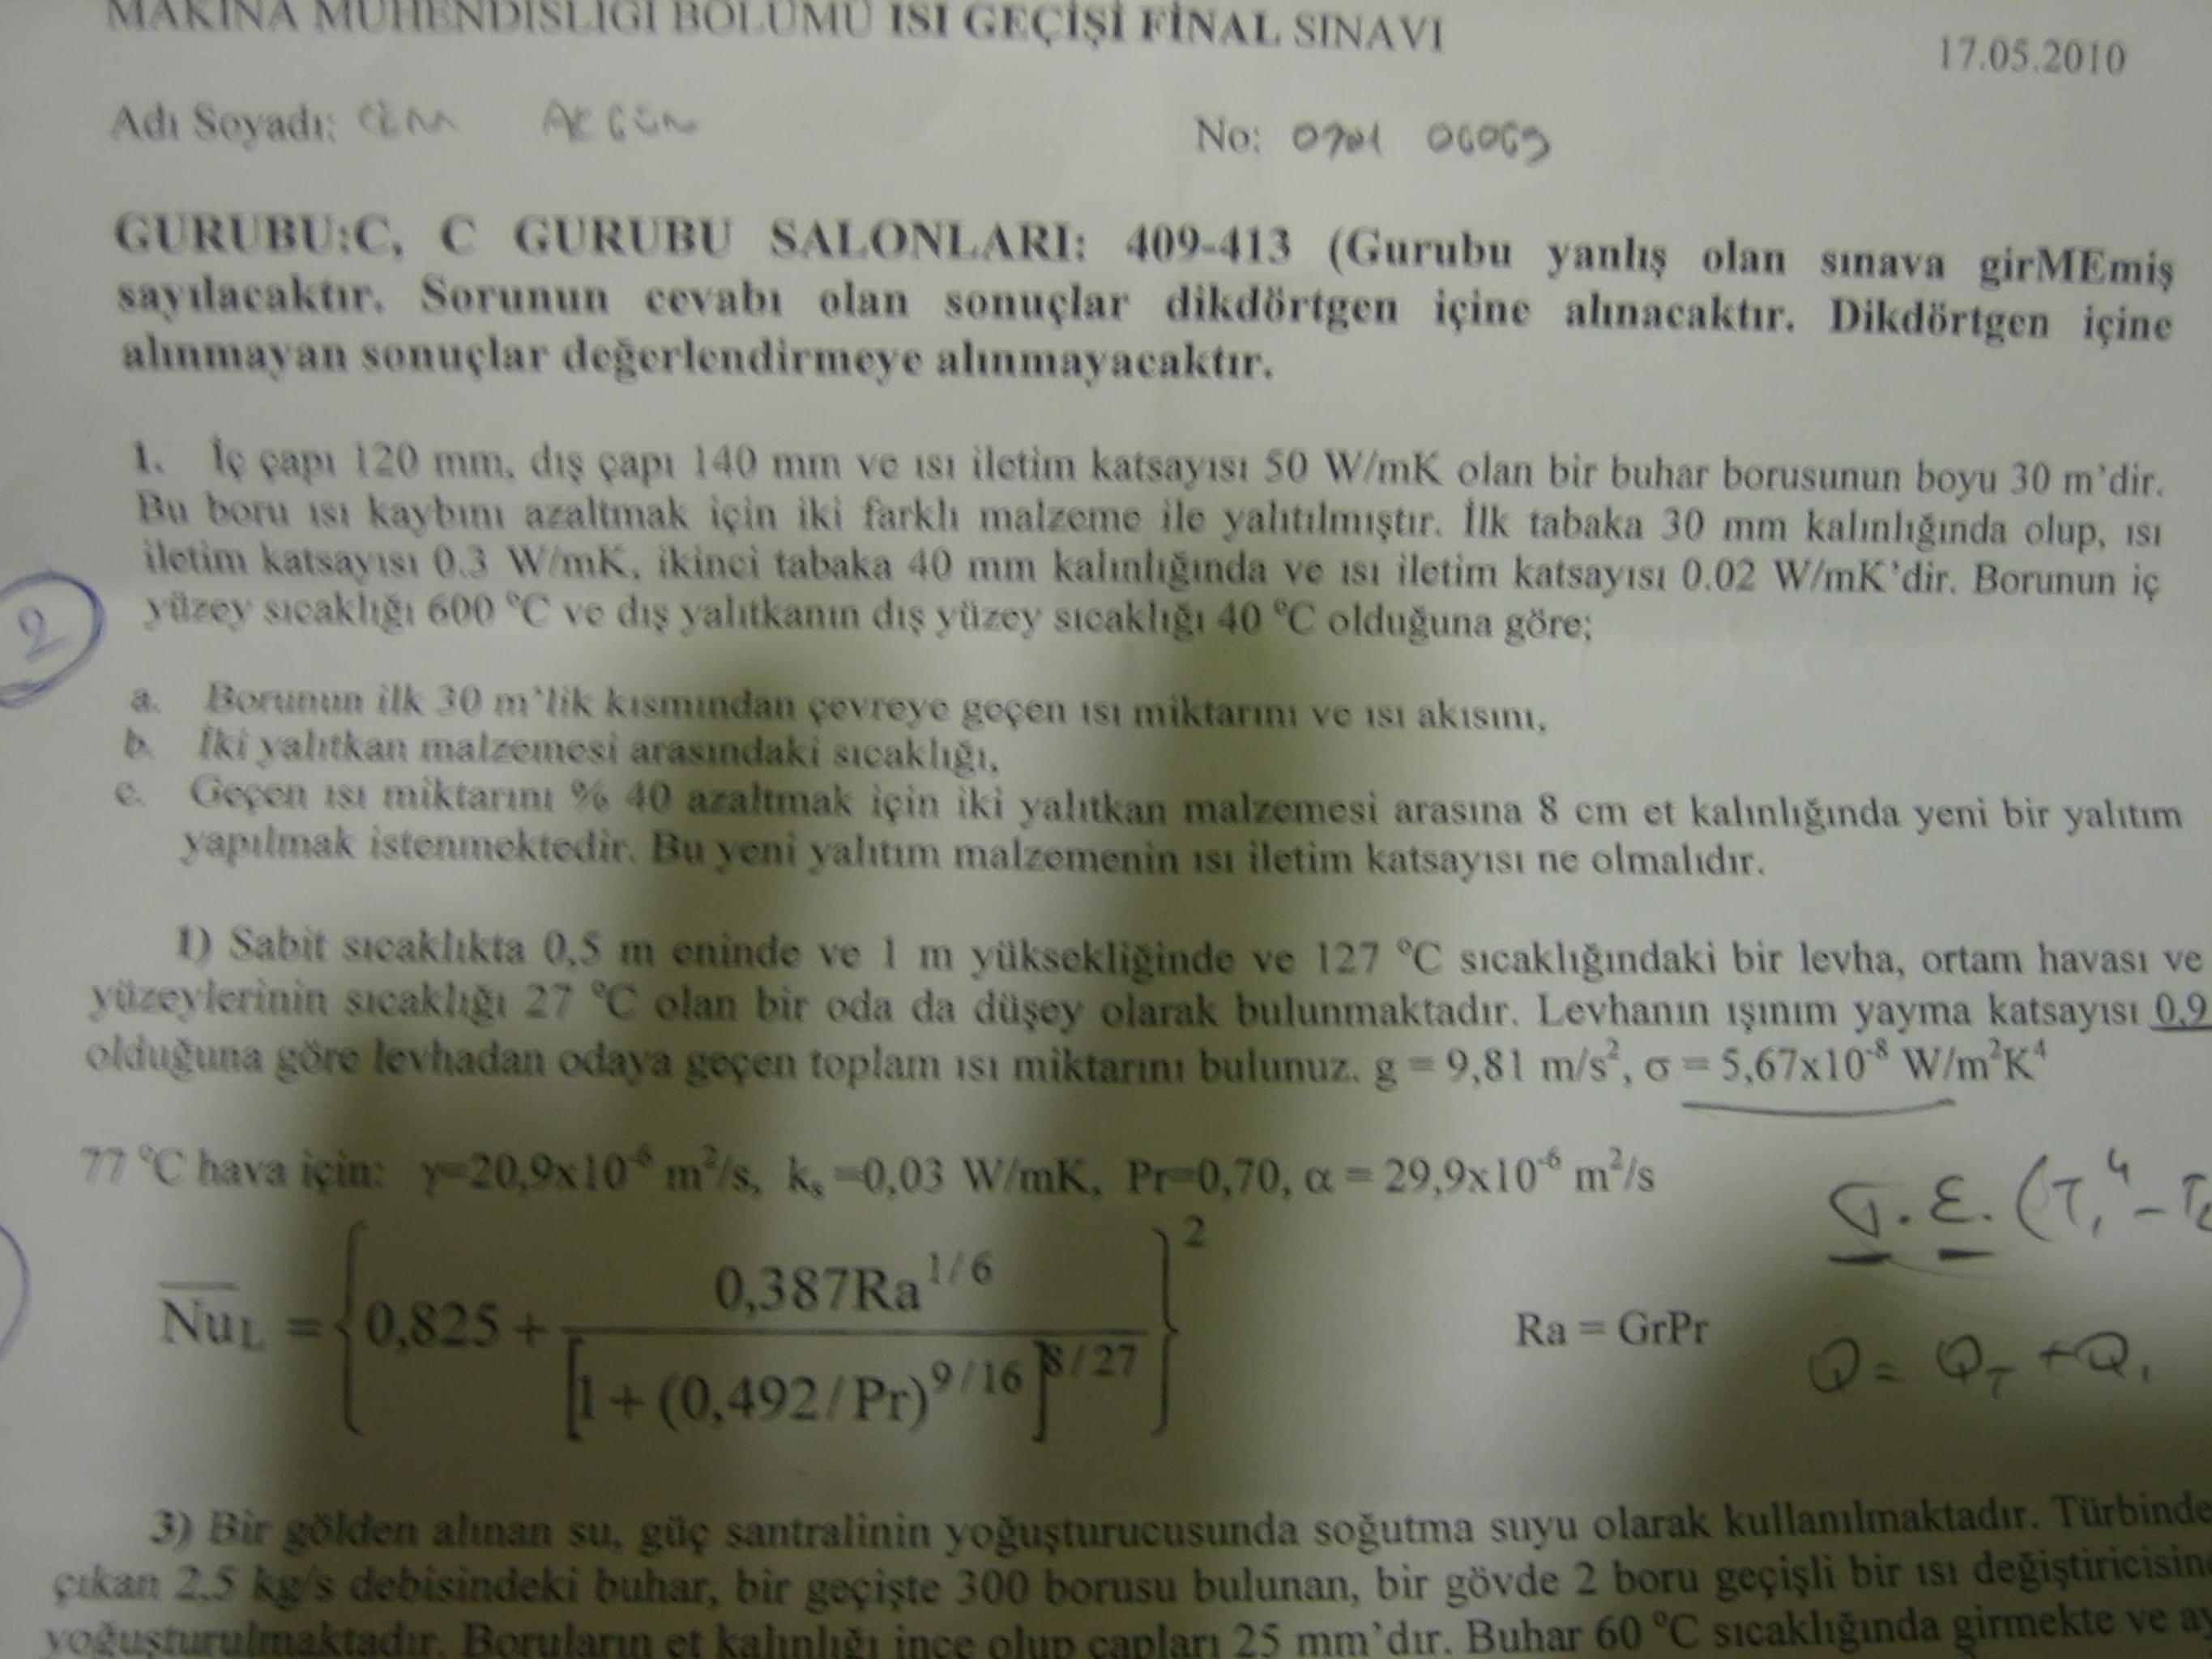 MAKİNA MÜHENDİSLİĞİ BÖLÜMÜ ISI GEÇİŞİ FİNAL SINAVI
17.05.2010
Adı Soyadı: CEM AKGÜN No: 0701 06069
GURUBU:C, C GURUBU SALONLARI: 409-413 (Gurubu yanlış olan sınava girMEmiş
sayılacaktır. Sorunun cevabı olan sonuçlar dikdörtgen içine alınacaktır. Dikdörtgen içine
alınmayan sonuçlar değerlendirmeye alınmayacaktır.
1. İç çapı 120 mm, dış çapı 140 mm ve ısı iletim katsayısı 50 W/mK olan bir buhar borusunun boyu 30 m'dir.
Bu boru ısı kaybını azaltmak için iki farklı malzeme ile yalıtılmıştır. İlk tabaka 30 mm kalınlığında olup, ısı
iletim katsayısı 0.3 W/mK, ikinci tabaka 40 mm kalınlığında ve ısı iletim katsayısı 0.02 W/mK'dir. Borunun iç
yüzey sıcaklığı 600 °C ve dış yalıtkanın dış yüzey sıcaklığı 40 °C olduğuna göre;
2
a. Borunun ilk 30 m'lik kısmından çevreye geçen ısı miktarını ve ısı akısını,
b. İki yalıtkan malzemesi arasındaki sıcaklığı,
c. Geçen ısı miktarını % 40 azaltmak için iki yalıtkan malzemesi arasına 8 cm et kalınlığında yeni bir yalıtım
yapılmak istenmektedir. Bu yeni yalıtım malzemenin ısı iletim katsayısı ne olmalıdır.
1) Sabit sıcaklıkta 0,5 m eninde ve 1 m yüksekliğinde ve 127 °C sıcaklığındaki bir levha, ortam havası ve
yüzeylerinin sıcaklığı 27 °C olan bir oda da düşey olarak bulunmaktadır. Levhanın ışınım yayma katsayısı 0,9
olduğuna göre levhadan odaya geçen toplam ısı miktarını bulunuz. g = 9,81 m/s², σ = 5,67x10⁻⁸ W/m²K⁴
77 °C hava için: γ=20,9x10⁻⁶ m²/s, kₛ=0,03 W/mK, Pr=0,70, α = 29,9x10⁻⁶ m²/s
σ.ε.(T₁⁴-T₂
Nu_L = {0,825 + 0,387Ra^1/6 / [1+(0,492/Pr)^9/16]^8/27}²
Ra = GrPr
Q = Q_T + Q_I
3) Bir gölden alınan su, güç santralinin yoğuşturucusunda soğutma suyu olarak kullanılmaktadır. Türbinde
çıkan 2,5 kg/s debisindeki buhar, bir geçişte 300 borusu bulunan, bir gövde 2 boru geçişli bir ısı değiştiricisin
yoğuşturulmaktadır. Boruların et kalınlığı ince olup çapları 25 mm'dır. Buhar 60 °C sıcaklığında girmekte ve